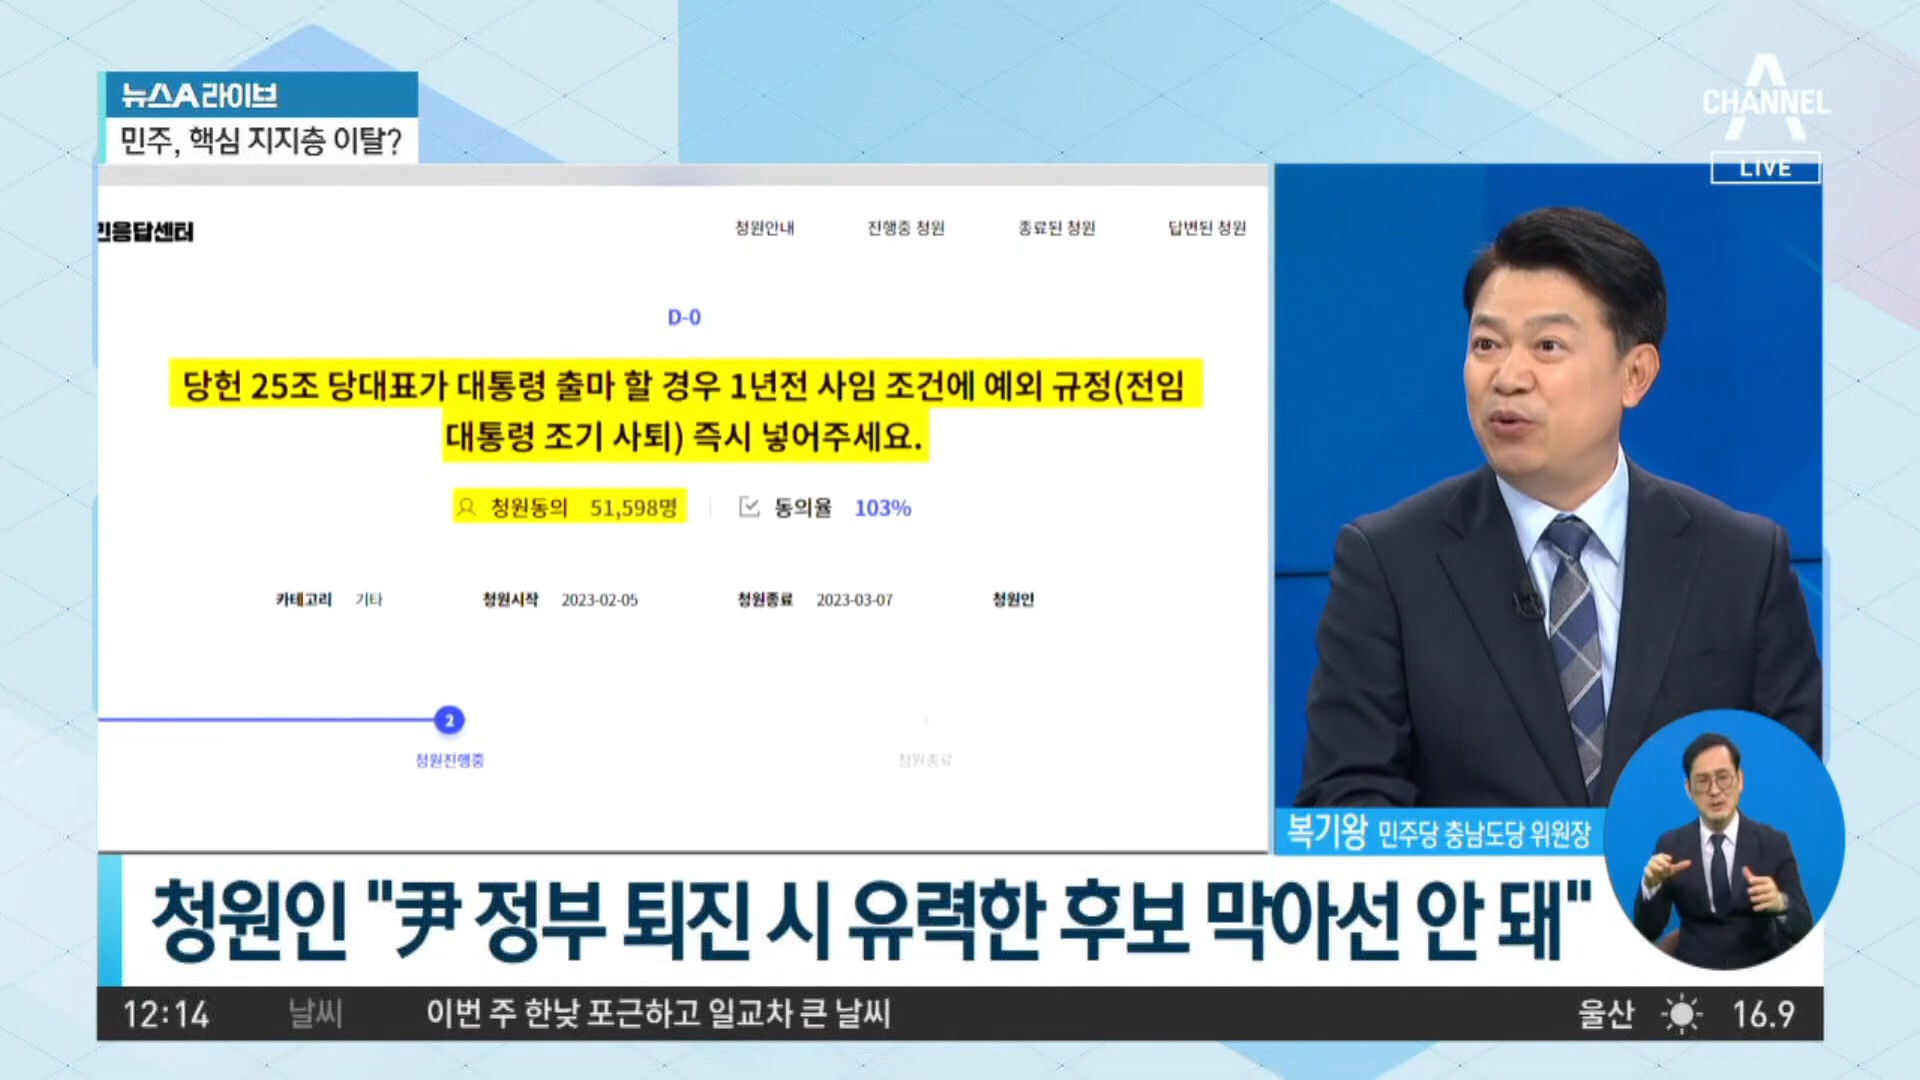 뉴스A라이브
민주, 핵심 지지층 이탈?
CHANNEL A
LIVE
민응답센터
청원안내 진행중 청원 종료된 청원 답변된 청원
D-0
당헌 25조 당대표가 대통령 출마 할 경우 1년전 사임 조건에 예외 규정(전임
대통령 조기 사퇴) 즉시 넣어주세요.
청원동의 51,598명 동의율 103%
카테고리 기타 청원시작 2023-02-05 청원종료 2023-03-07 청원인
2
청원진행중 청원종료
복기왕 민주당 충남도당 위원장
청원인 "尹 정부 퇴진 시 유력한 후보 막아선 안 돼"
12:14 날씨 이번 주 한낮 포근하고 일교차 큰 날씨 울산 16.9